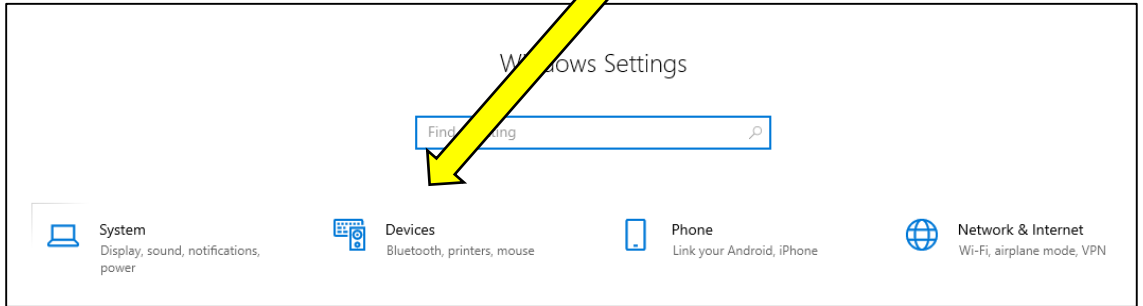 Windows Settings
Find
System
Display, sound, notifications,
power
Devices
Bluetooth, printers, mouse
Phone
Link your Android, iPhone
Network & Internet
Wi-Fi, airplane mode, VPN